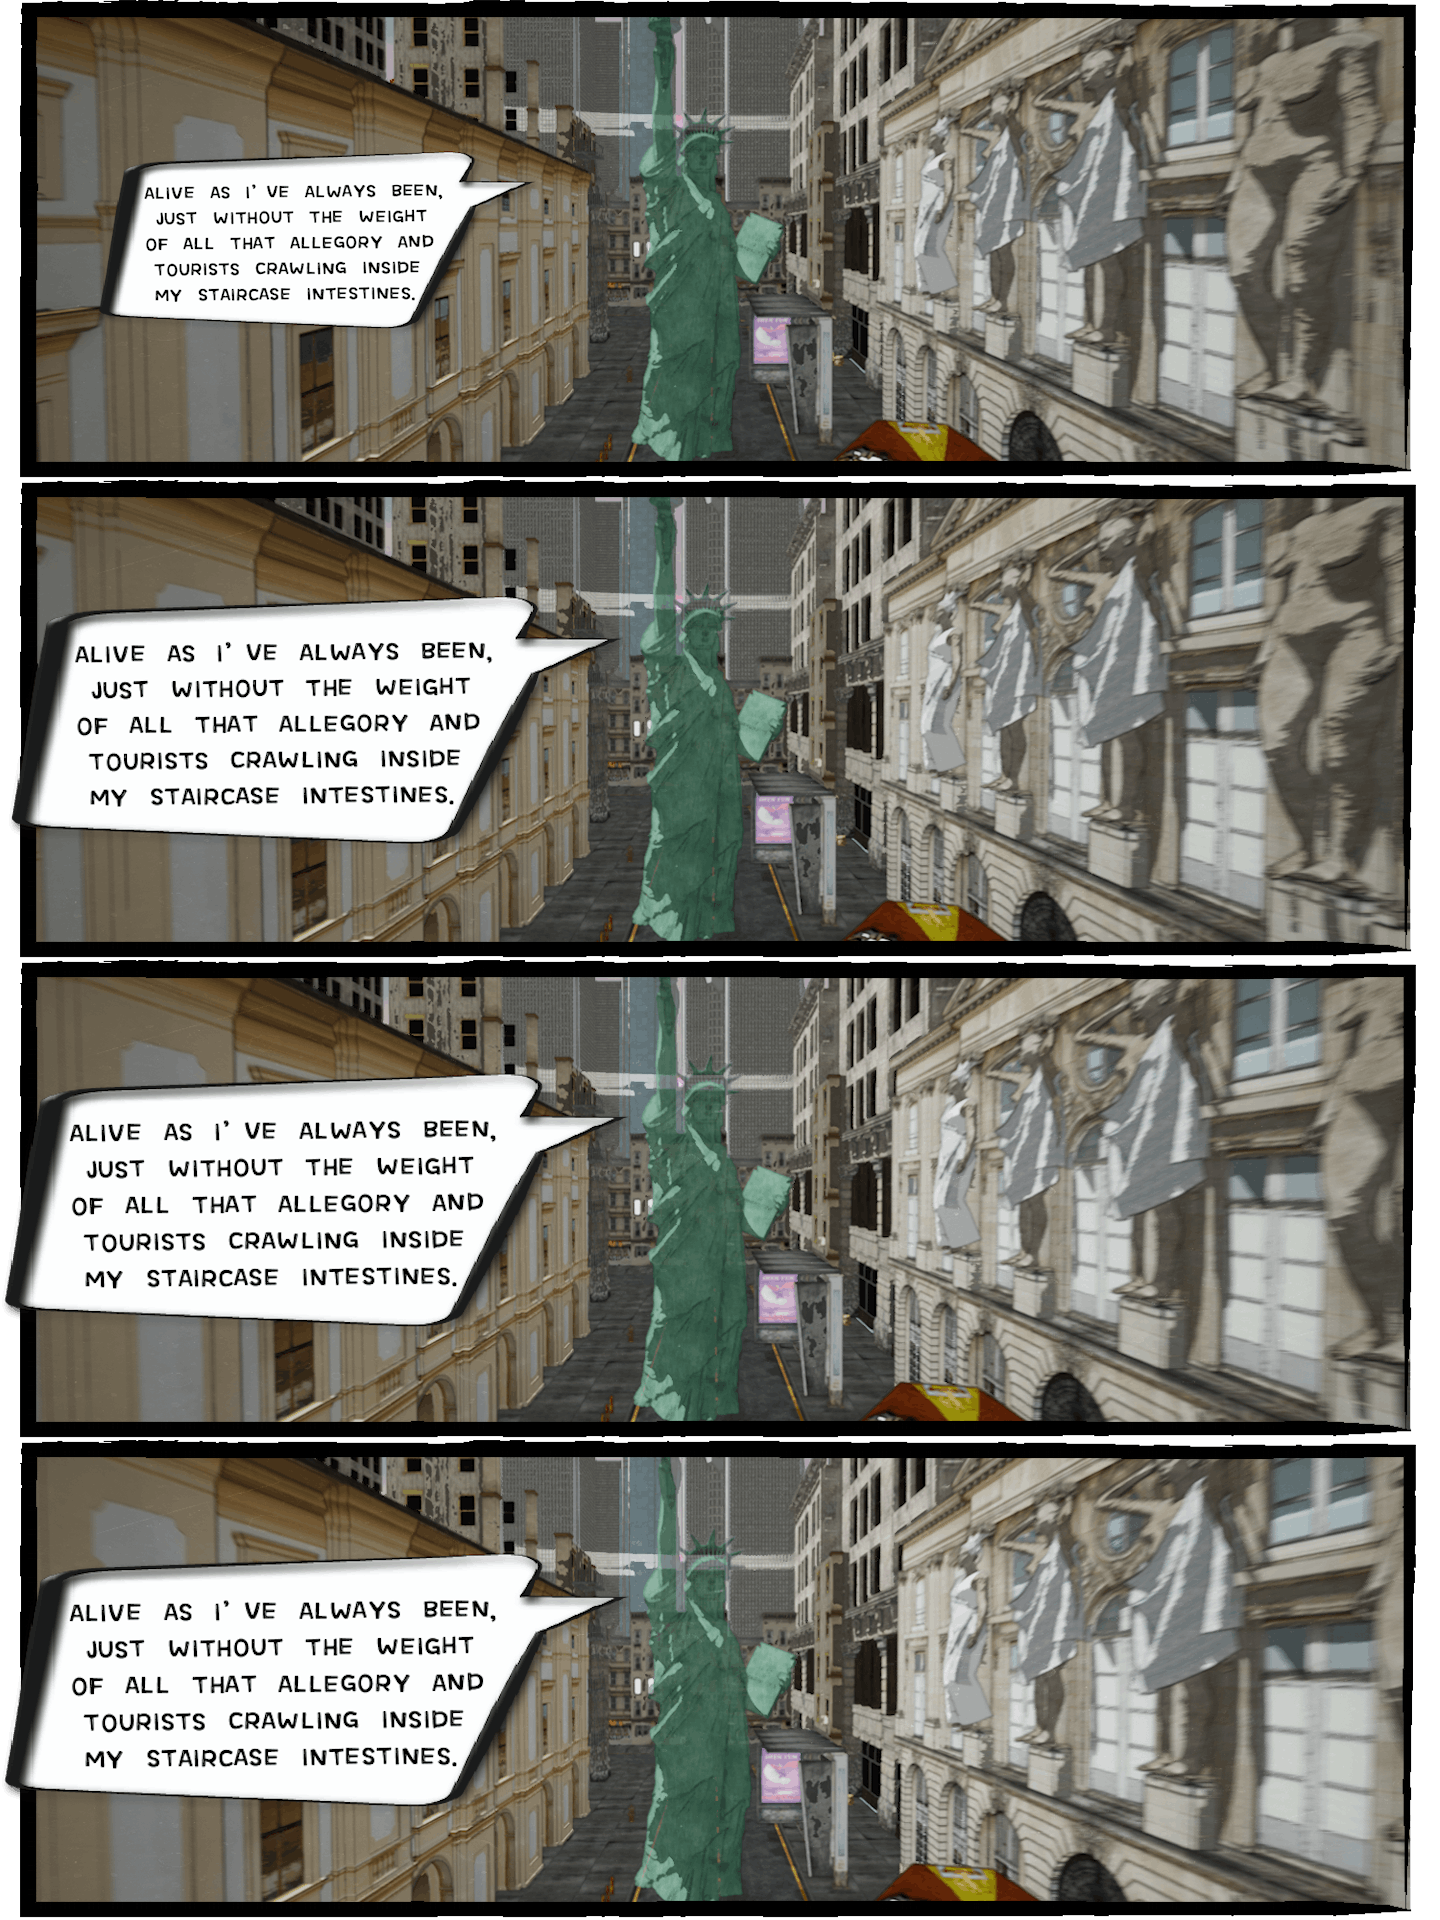 ALIVE AS I'VE ALWAYS BEEN,
JUST WITHOUT THE WEIGHT
OF ALL THAT ALLEGORY AND
TOURISTS CRAWLING INSIDE
MY STAIRCASE INTESTINES.
ALIVE AS I'VE ALWAYS BEEN,
JUST WITHOUT THE WEIGHT
OF ALL THAT ALLEGORY AND
TOURISTS CRAWLING INSIDE
MY STAIRCASE INTESTINES.
ALIVE AS I'VE ALWAYS BEEN,
JUST WITHOUT THE WEIGHT
OF ALL THAT ALLEGORY AND
TOURISTS CRAWLING INSIDE
MY STAIRCASE INTESTINES.
ALIVE AS I'VE ALWAYS BEEN,
JUST WITHOUT THE WEIGHT
OF ALL THAT ALLEGORY AND
TOURISTS CRAWLING INSIDE
MY STAIRCASE INTESTINES.